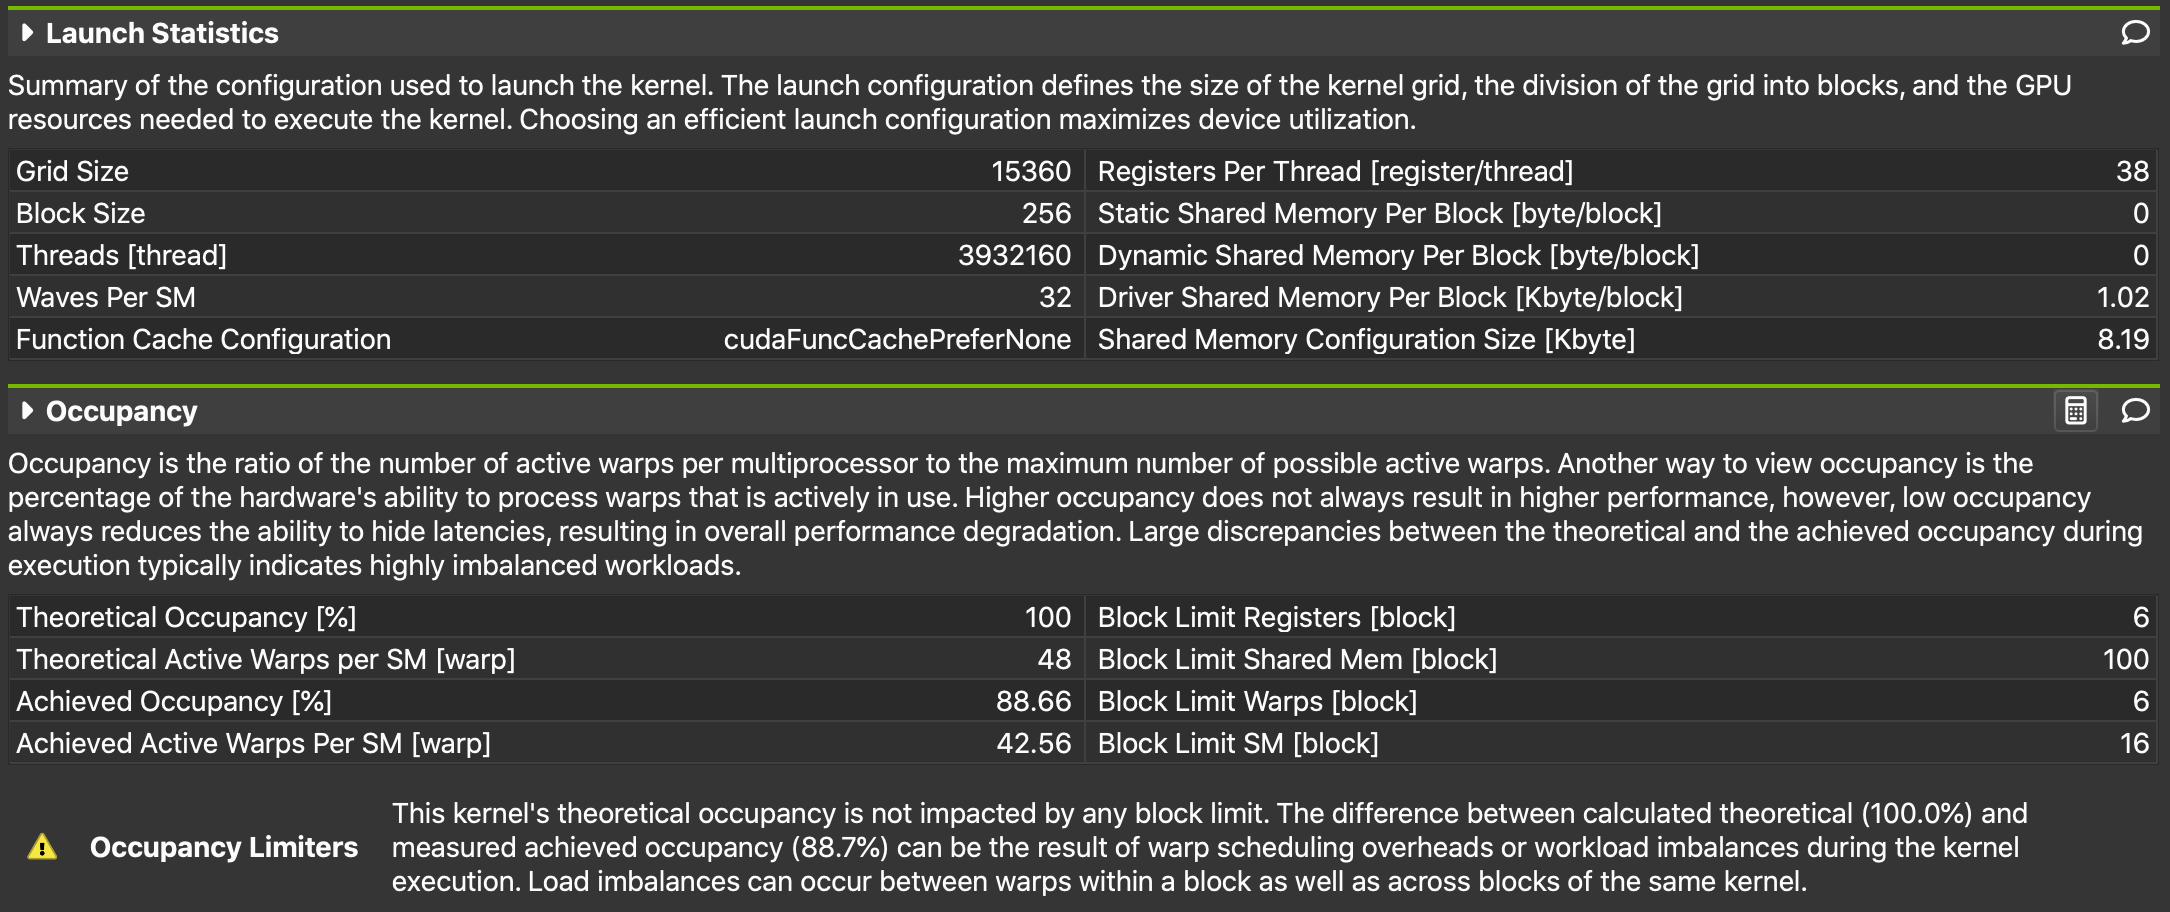 Launch Statistics
Summary of the configuration used to launch the kernel. The launch configuration defines the size of the kernel grid, the division of the grid into blocks, and the GPU
resources needed to execute the kernel. Choosing an efficient launch configuration maximizes device utilization.
Grid Size 15360 Registers Per Thread [register/thread] 38
Block Size 256 Static Shared Memory Per Block [byte/block] 0
Threads [thread] 3932160 Dynamic Shared Memory Per Block [byte/block] 0
Waves Per SM 32 Driver Shared Memory Per Block [Kbyte/block] 1.02
Function Cache Configuration cudaFuncCachePreferNone Shared Memory Configuration Size [Kbyte] 8.19
Occupancy
Occupancy is the ratio of the number of active warps per multiprocessor to the maximum number of possible active warps. Another way to view occupancy is the
percentage of the hardware's ability to process warps that is actively in use. Higher occupancy does not always result in higher performance, however, low occupancy
always reduces the ability to hide latencies, resulting in overall performance degradation. Large discrepancies between the theoretical and the achieved occupancy during
execution typically indicates highly imbalanced workloads.
Theoretical Occupancy [%] 100 Block Limit Registers [block] 6
Theoretical Active Warps per SM [warp] 48 Block Limit Shared Mem [block] 100
Achieved Occupancy [%] 88.66 Block Limit Warps [block] 6
Achieved Active Warps Per SM [warp] 42.56 Block Limit SM [block] 16
Occupancy Limiters
This kernel's theoretical occupancy is not impacted by any block limit. The difference between calculated theoretical (100.0%) and
measured achieved occupancy (88.7%) can be the result of warp scheduling overheads or workload imbalances during the kernel
execution. Load imbalances can occur between warps within a block as well as across blocks of the same kernel.